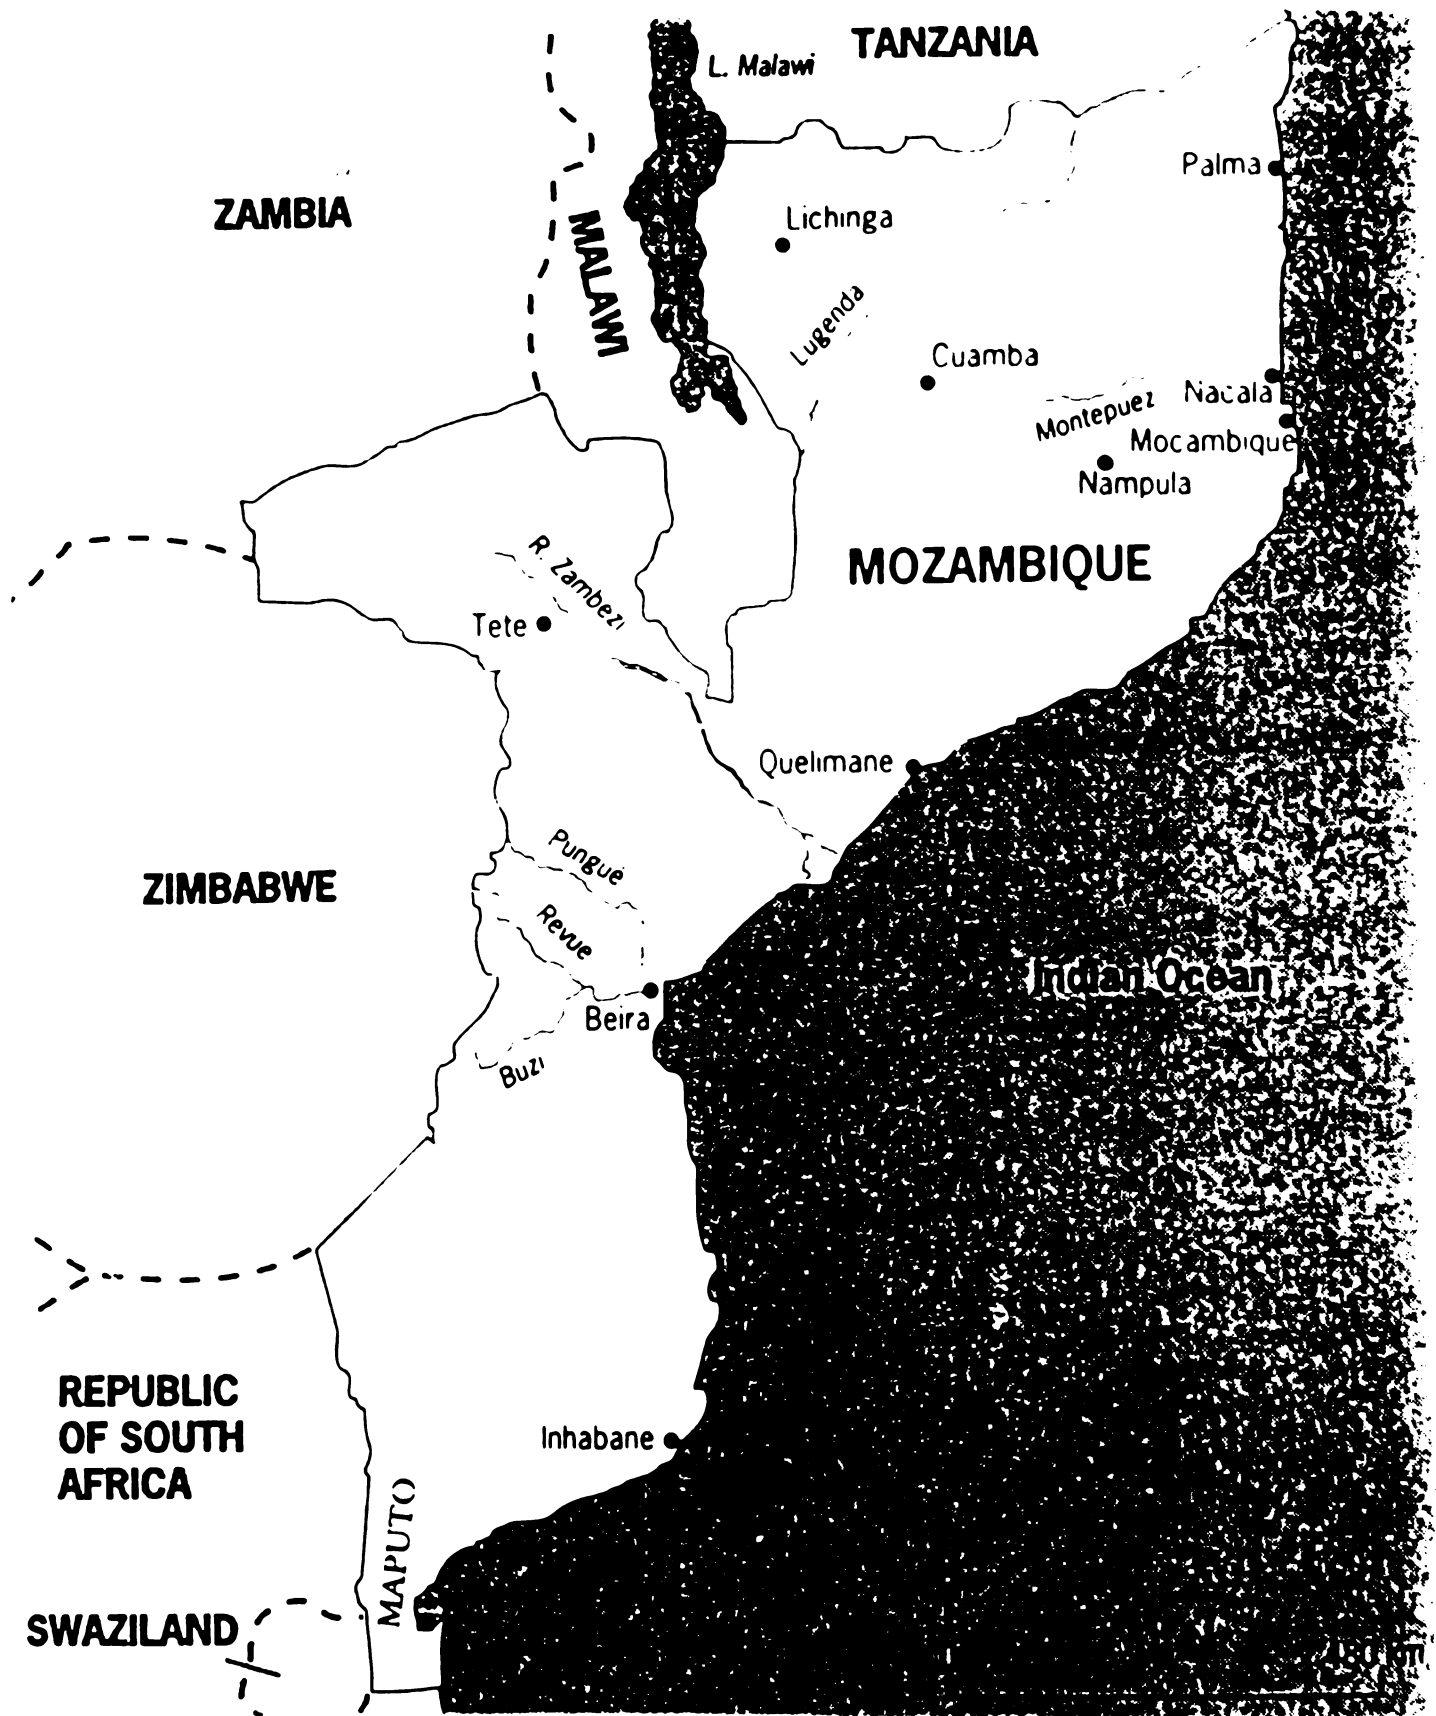 TANZANIA
L. Malawi
Palma
ZAMBIA
Lichinga
MALAWI
Lugenda
Cuamba
Montepuez
Nacala
Mocambique
Nampula
MOZAMBIQUE
R. Zambezi
Tete
Quelimane
Pungué
ZIMBABWE
Revue
Indian Ocean
Beira
Buzi
REPUBLIC
OF SOUTH
AFRICA
Inhabane
MAPUTO
SWAZILAND